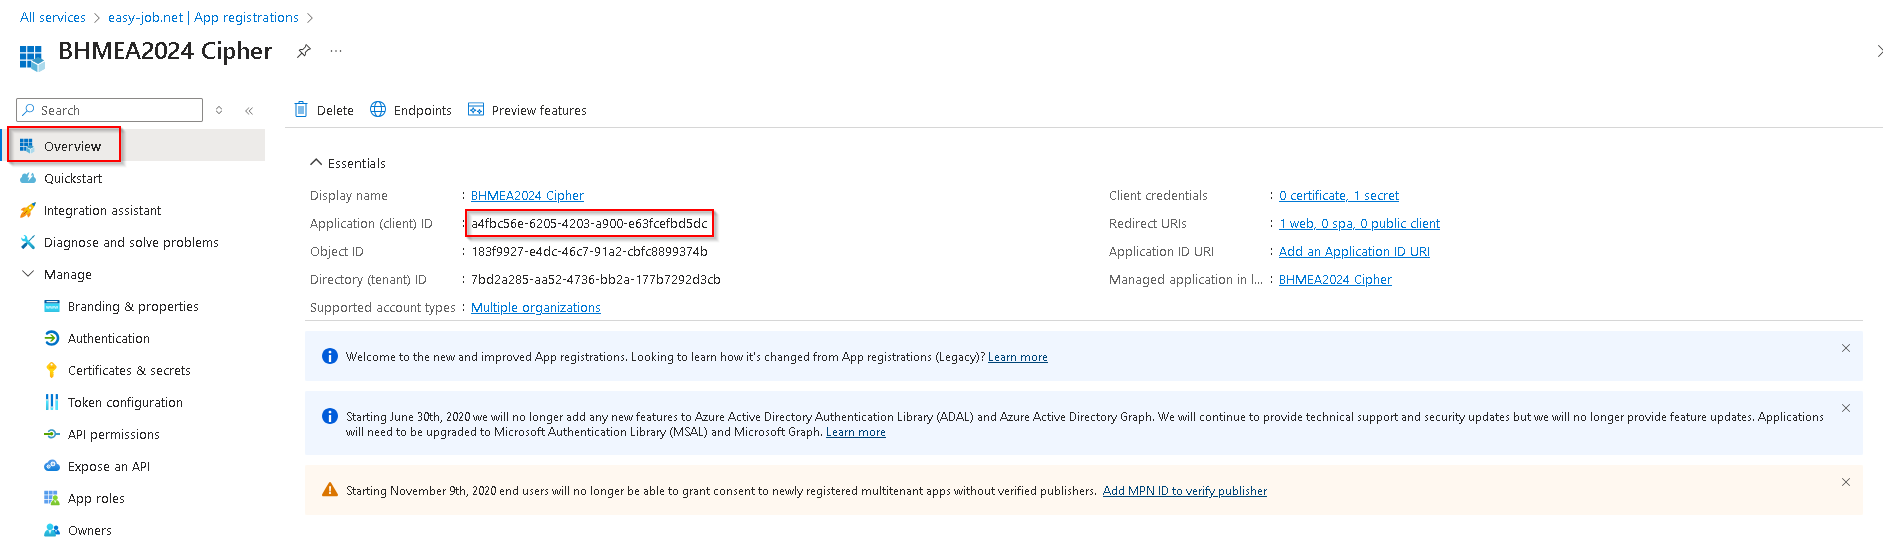 All services > easy-job.net | App registrations >
BHMEA2024 Cipher
Search
Overview
Quickstart
Integration assistant
Diagnose and solve problems
Manage
Branding & properties
Authentication
Certificates & secrets
Token configuration
API permissions
Expose an API
App roles
Owners
Delete
Endpoints
Preview features
Essentials
Display name : BHMEA2024 Cipher
Application (client) ID : a4fbc56e-6205-4203-a900-e63fcefbd5dc
Object ID : 183f9927-e4dc-46c7-91a2-cbfc8899374b
Directory (tenant) ID : 7bd2a285-aa52-4736-bb2a-177b7292d3cb
Supported account types : Multiple organizations
Client credentials : 0 certificate, 1 secret
Redirect URIs : 1 web, 0 spa, 0 public client
Application ID URI : Add an Application ID URI
Managed application in l... : BHMEA2024 Cipher
Welcome to the new and improved App registrations. Looking to learn how it's changed from App registrations (Legacy)? Learn more
Starting June 30th, 2020 we will no longer add any new features to Azure Active Directory Authentication Library (ADAL) and Azure Active Directory Graph. We will continue to provide technical support and security updates but we will no longer provide feature updates. Applications
will need to be upgraded to Microsoft Authentication Library (MSAL) and Microsoft Graph. Learn more
Starting November 9th, 2020 end users will no longer be able to grant consent to newly registered multitenant apps without verified publishers. Add MPN ID to verify publisher